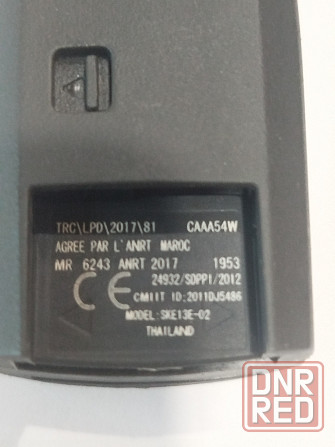 TRC\LPD\2017\81 CAAA54W
AGREE PAR L'ANRT MAROC
MR 6243 ANRT 2017 1953
CE 24932/SDPPI/2012
CMIIT ID:2011DJ5486
MODEL:SKE13E-02
THAILAND
DNR
RED